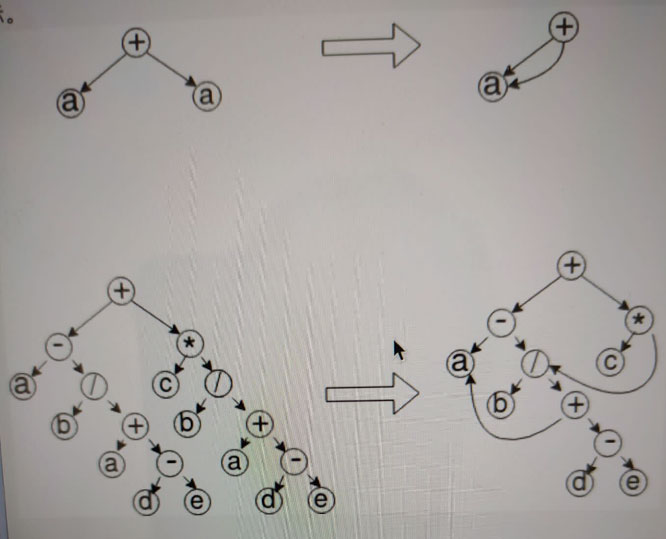 示。
+ +
a a a
+ +
- * - *
a / c / a / c
b + b + b +
a - a - -
d e d e d e